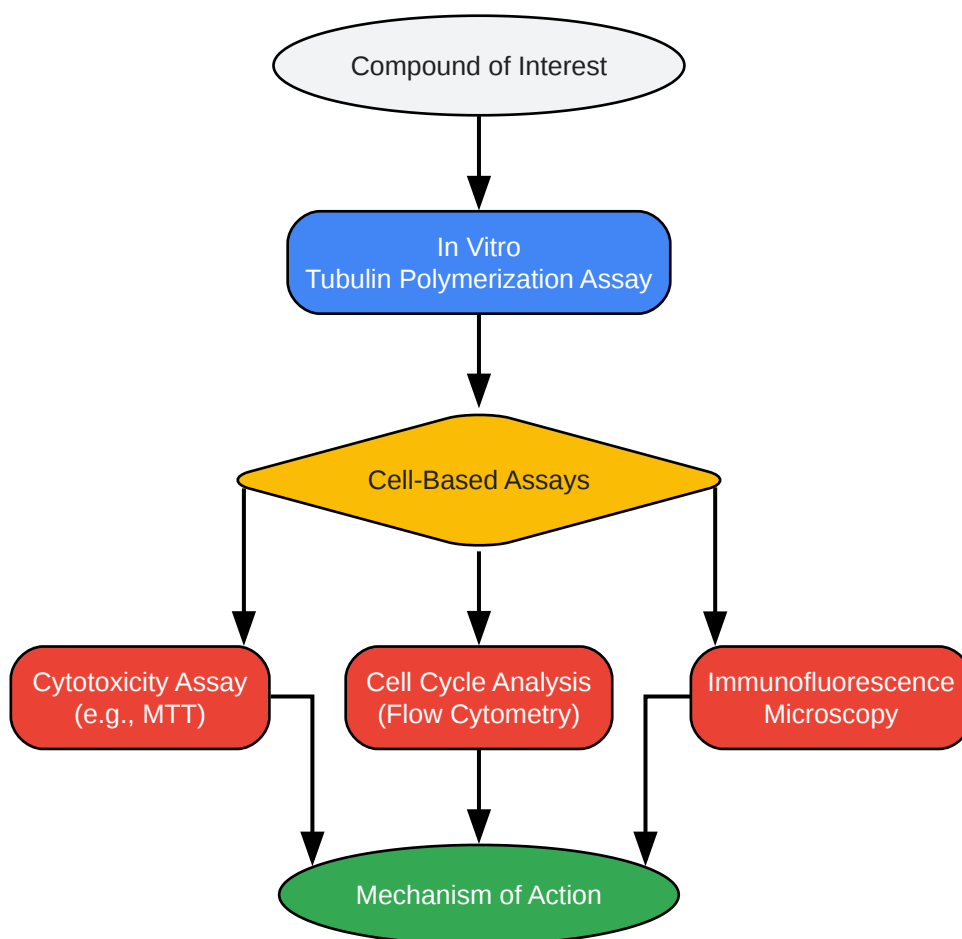 Compound of Interest
In Vitro
Tubulin Polymerization Assay
Cell-Based Assays
Cytotoxicity Assay
(e.g., MTT)
Cell Cycle Analysis
(Flow Cytometry)
Immunofluorescence
Microscopy
Mechanism of Action